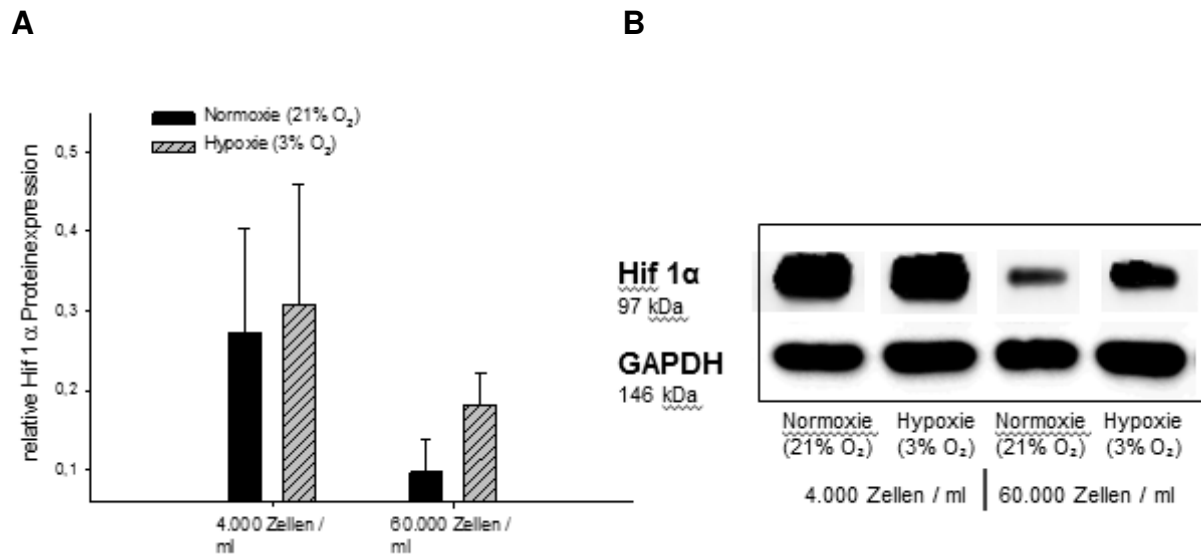 A
B
Normoxie (21% O₂)
Hypoxie (3% O₂)
relative Hif 1α Proteinexpression
0,5
0,4
0,3
0,2
0,1
4.000 Zellen /
ml
60.000 Zellen /
ml
Hif 1α
97 kDa
GAPDH
146 kDa
Normoxie
(21% O₂)
Hypoxie
(3% O₂)
Normoxie
(21% O₂)
Hypoxie
(3% O₂)
4.000 Zellen / ml
60.000 Zellen / ml